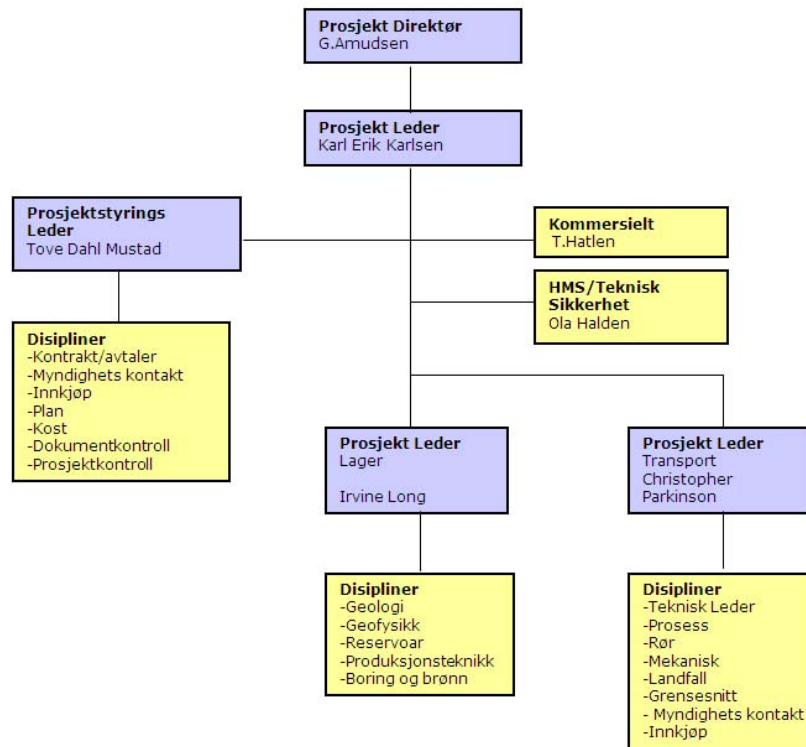 Prosjekt Direktør
G.Amudsen
Prosjekt Leder
Karl Erik Karlsen
Prosjektstyrings
Leder
Tove Dahl Mustad
Kommersielt
T.Hatlen
HMS/Teknisk
Sikkerhet
Ola Halden
Disipliner
-Kontrakt/avtaler
-Myndighets kontakt
-Innkjøp
-Plan
-Kost
-Dokumentkontroll
-Prosjektkontroll
Prosjekt Leder
Lager
Irvine Long
Prosjekt Leder
Transport
Christopher
Parkinson
Disipliner
-Geologi
-Geofysikk
-Reservoar
-Produksjonsteknikk
-Boring og brønn
Disipliner
-Teknisk Leder
-Prosess
-Rør
-Mekanisk
-Landfall
-Grensesnitt
- Myndighets kontakt
-Innkjøp